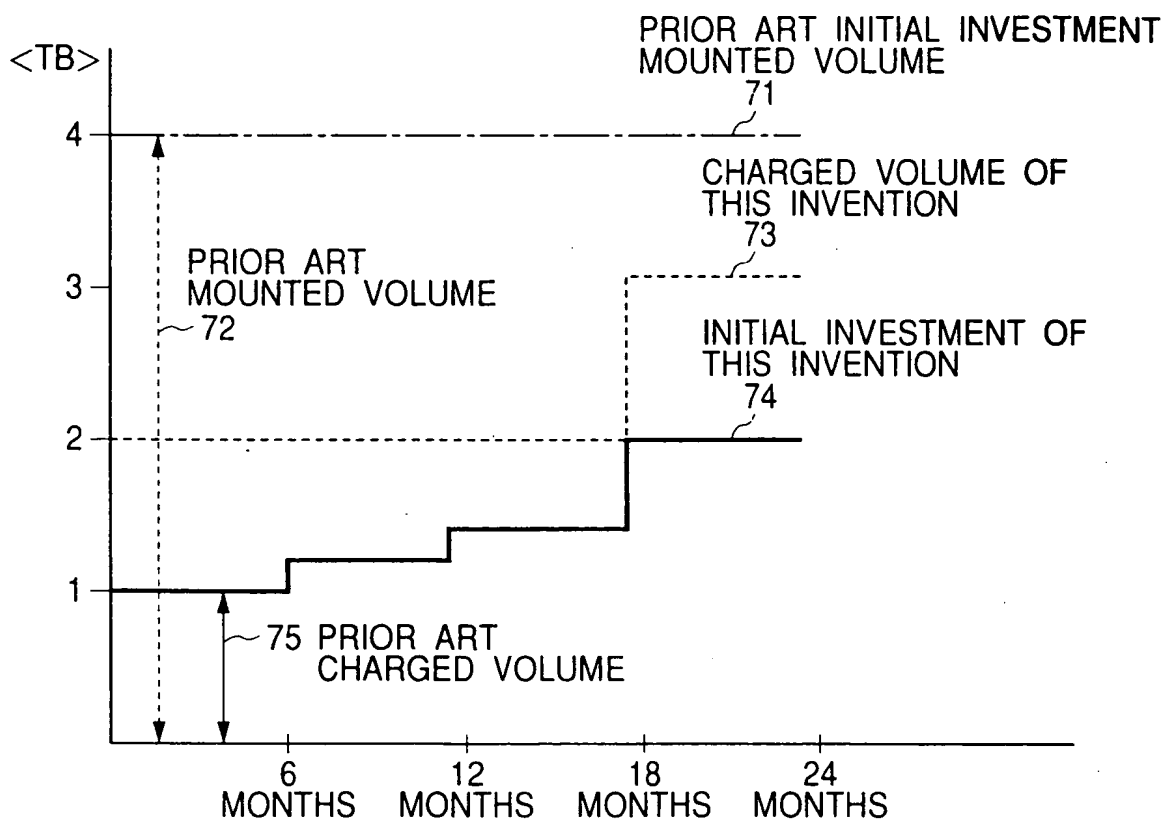 <TB>
PRIOR ART INITIAL INVESTMENT
MOUNTED VOLUME
71
4
CHARGED VOLUME OF
THIS INVENTION
73
PRIOR ART
MOUNTED VOLUME
72
3
INITIAL INVESTMENT OF
THIS INVENTION
74
2
1
75 PRIOR ART
CHARGED VOLUME
6
MONTHS
12
MONTHS
18
MONTHS
24
MONTHS